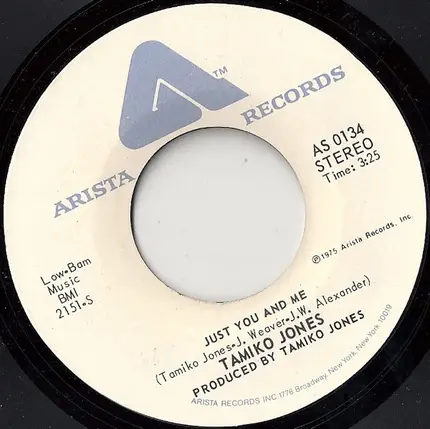 ARISTA RECORDS
TM
AS 0134
STEREO
Time: 3:25
℗1975 Arista Records, Inc.
Low-Bam
Music
BMI
2151-S
JUST YOU AND ME
(Tamiko Jones-J. Weaver-J.W. Alexander)
TAMIKO JONES
PRODUCED BY TAMIKO JONES
ARISTA RECORDS INC.1776 Broadway, New York, New York 10019